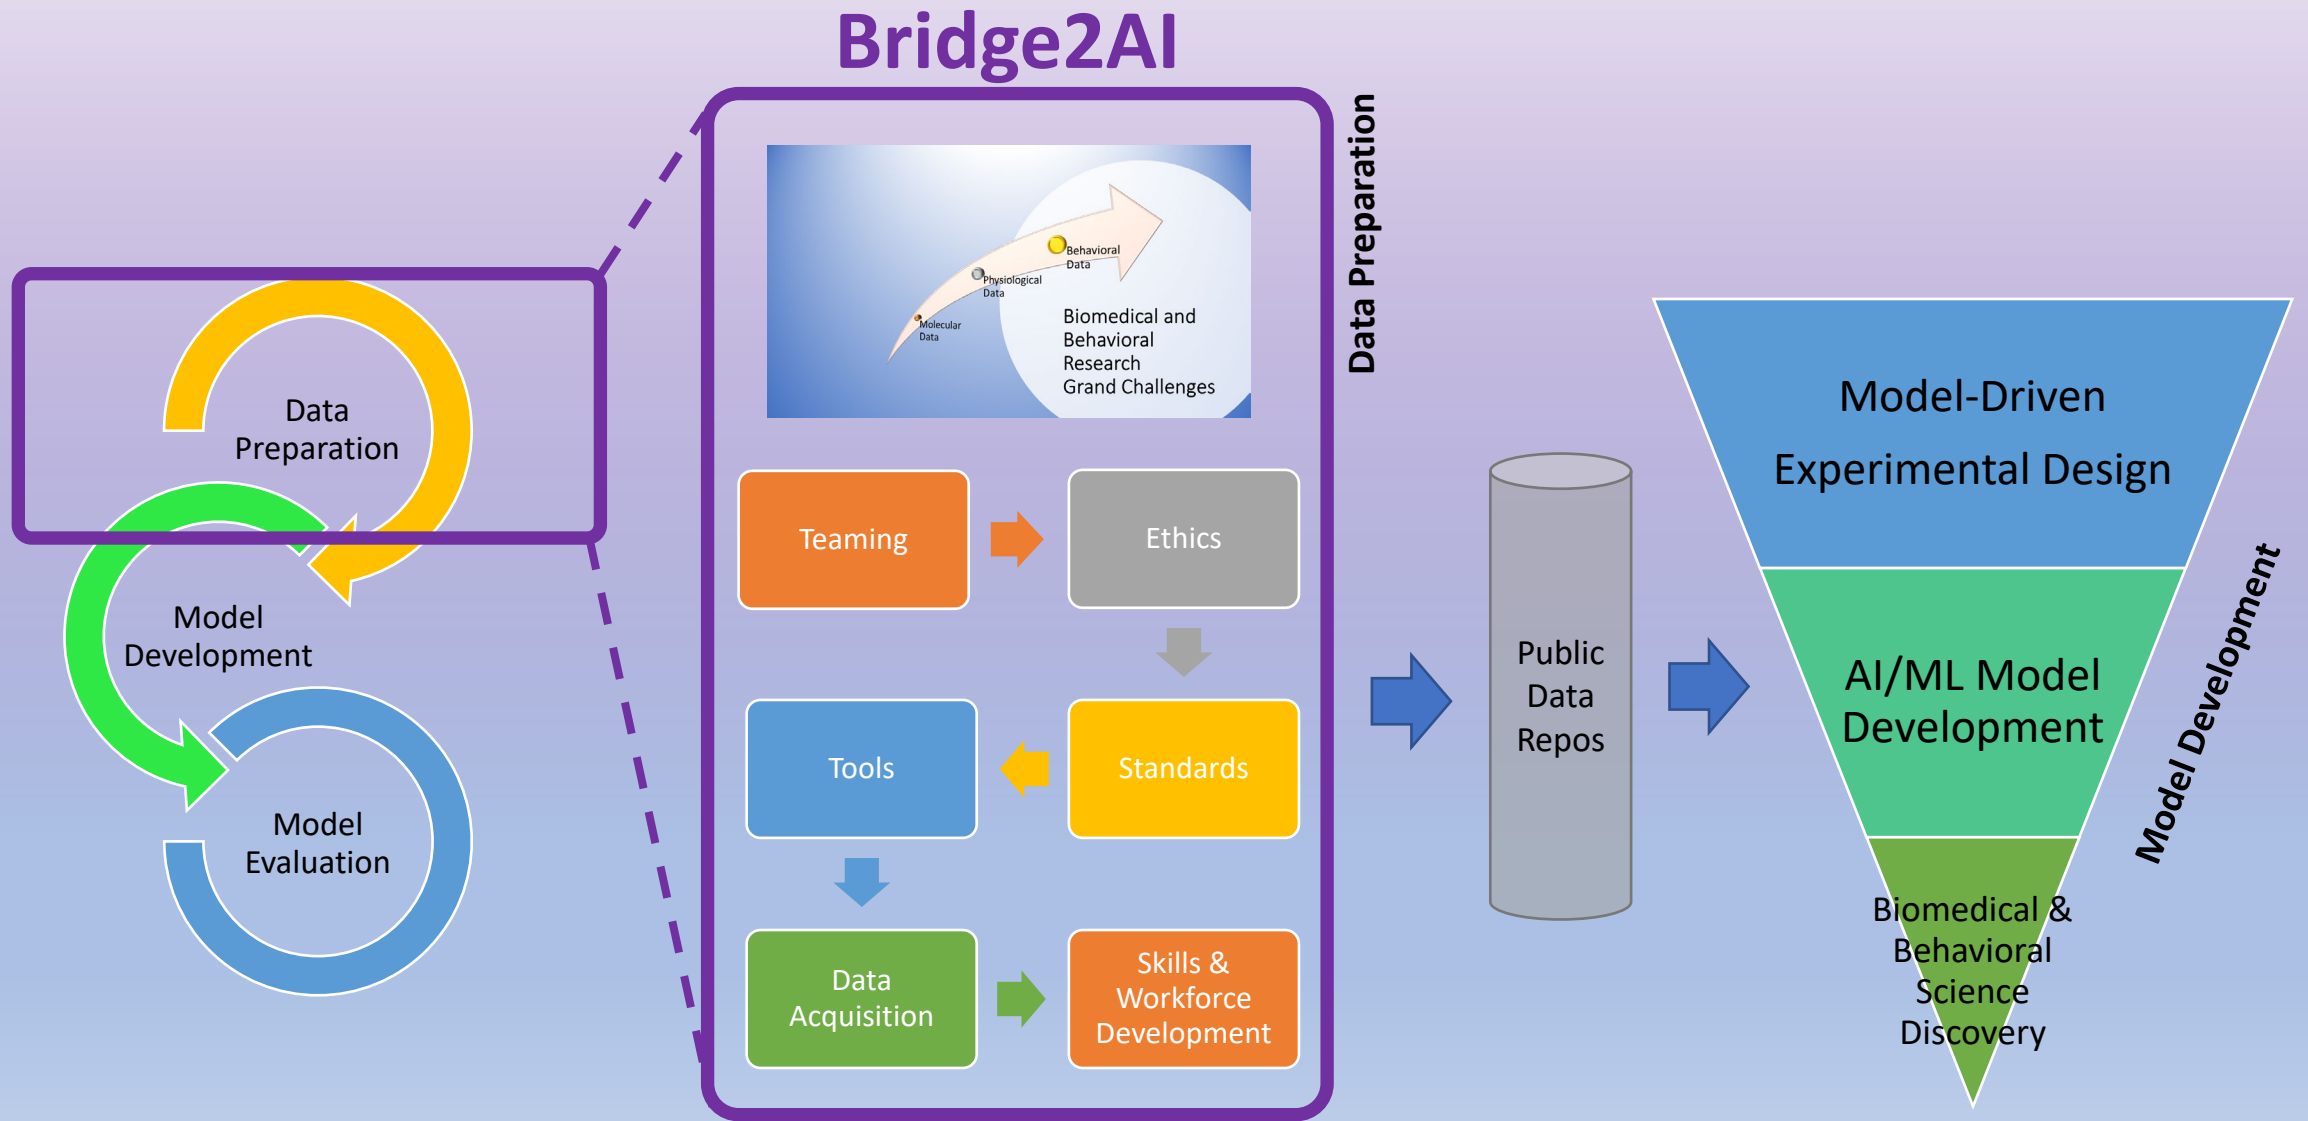 Bridge2AI
Data
Preparation
Model
Development
Model
Evaluation
Behavioral
Data
Physiological
Data
Molecular
Data
Biomedical and
Behavioral
Research
Grand Challenges
Data Preparation
Teaming
Ethics
Tools
Standards
Data
Acquisition
Skills &
Workforce
Development
Public
Data
Repos
Model-Driven
Experimental Design
AI/ML Model
Development
Biomedical &
Behavioral
Science
Discovery
Model Development